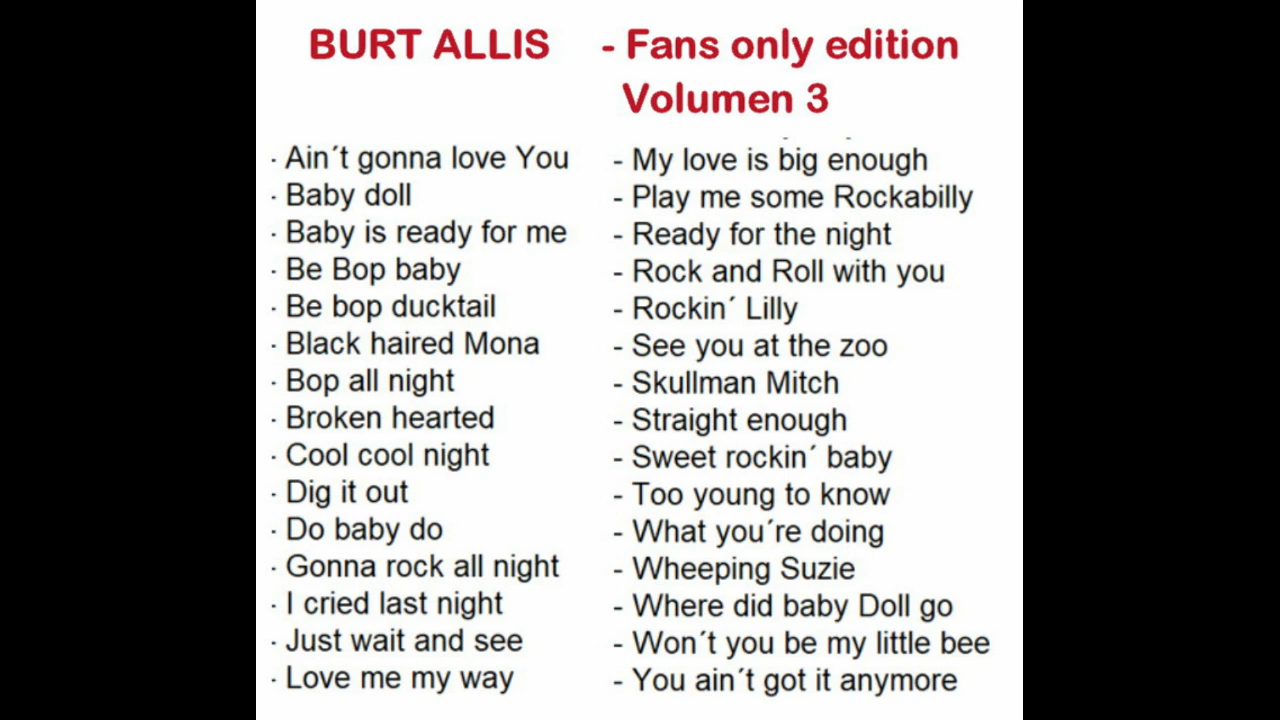 BURT ALLIS - Fans only edition
Volumen 3
· Ain´t gonna love You
· Baby doll
· Baby is ready for me
· Be Bop baby
· Be bop ducktail
· Black haired Mona
· Bop all night
· Broken hearted
· Cool cool night
· Dig it out
· Do baby do
· Gonna rock all night
· I cried last night
· Just wait and see
· Love me my way
- My love is big enough
- Play me some Rockabilly
- Ready for the night
- Rock and Roll with you
- Rockin´ Lilly
- See you at the zoo
- Skullman Mitch
- Straight enough
- Sweet rockin´ baby
- Too young to know
- What you´re doing
- Wheeping Suzie
- Where did baby Doll go
- Won´t you be my little bee
- You ain´t got it anymore